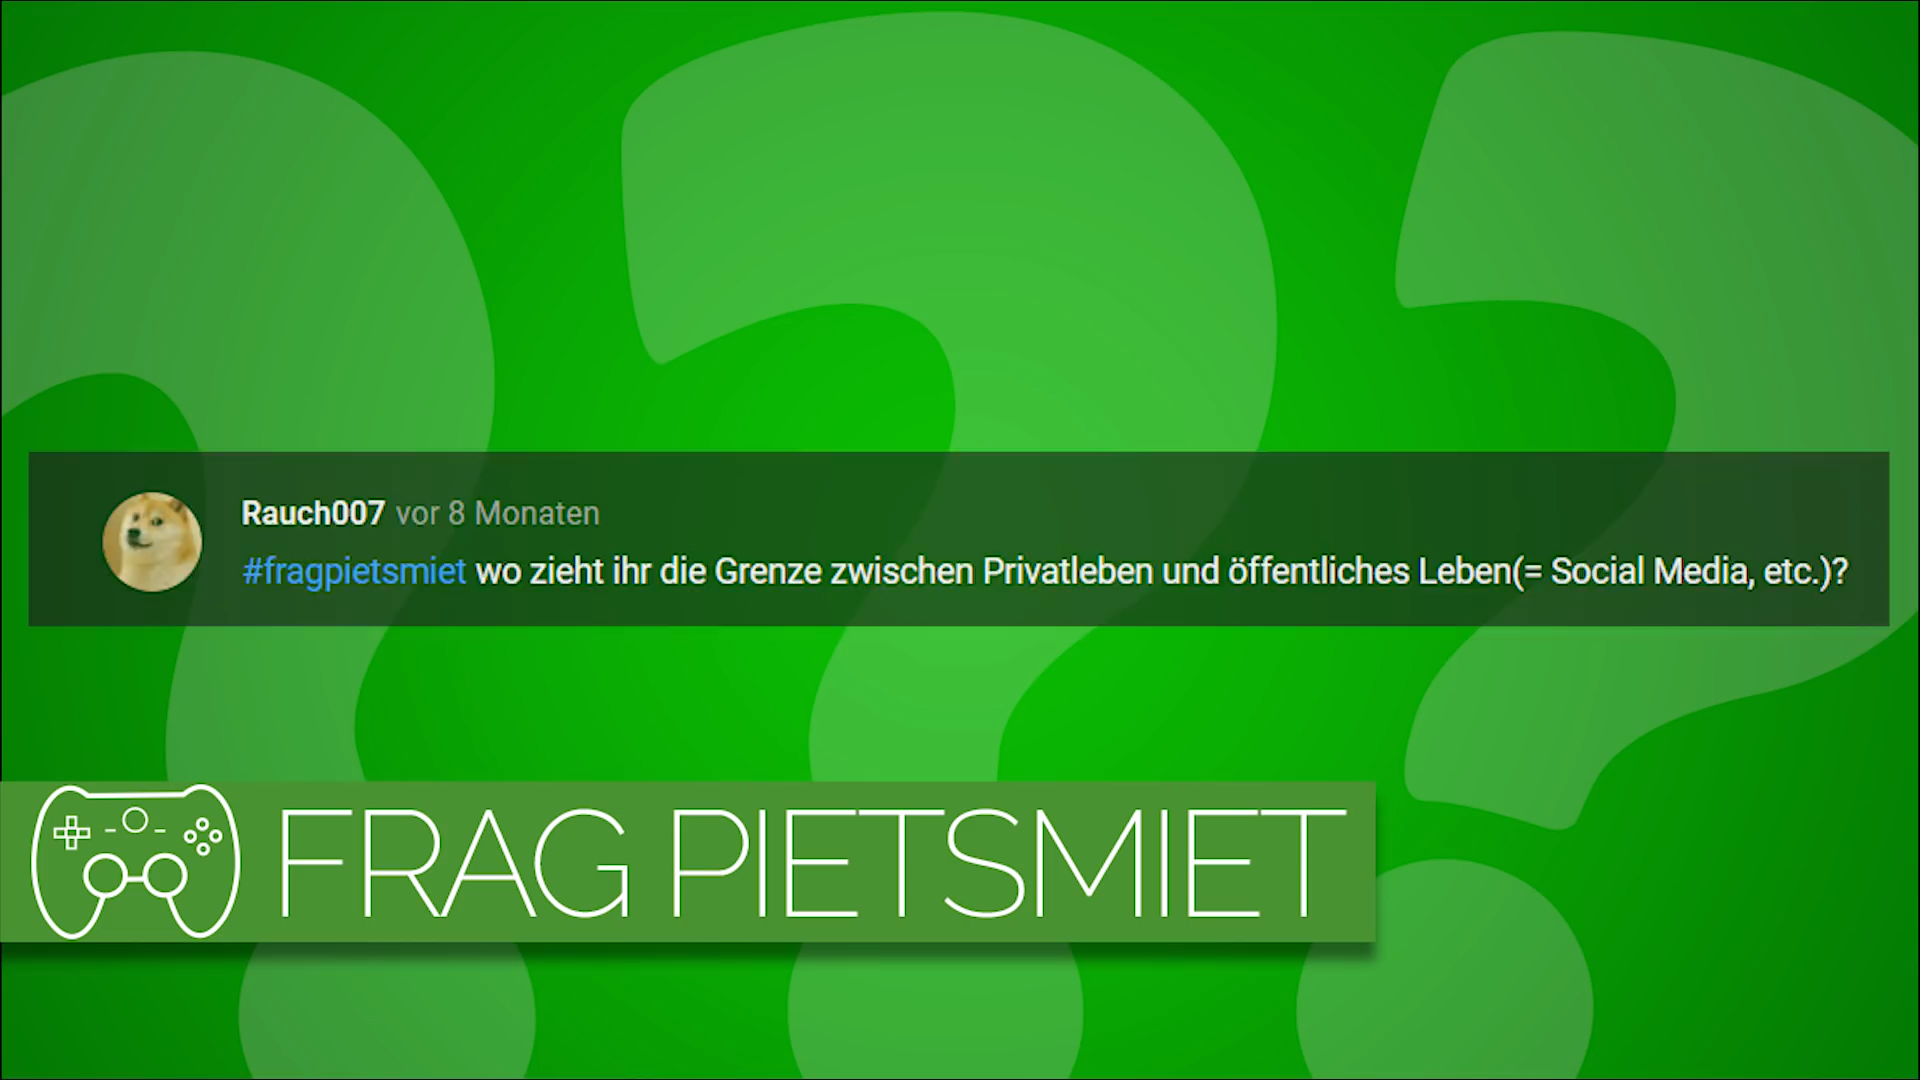 Rauch007 vor 8 Monaten
#fragpietsmiet wo zieht ihr die Grenze zwischen Privatleben und öffentliches Leben(= Social Media, etc.)?
FRAG PIETSMIET